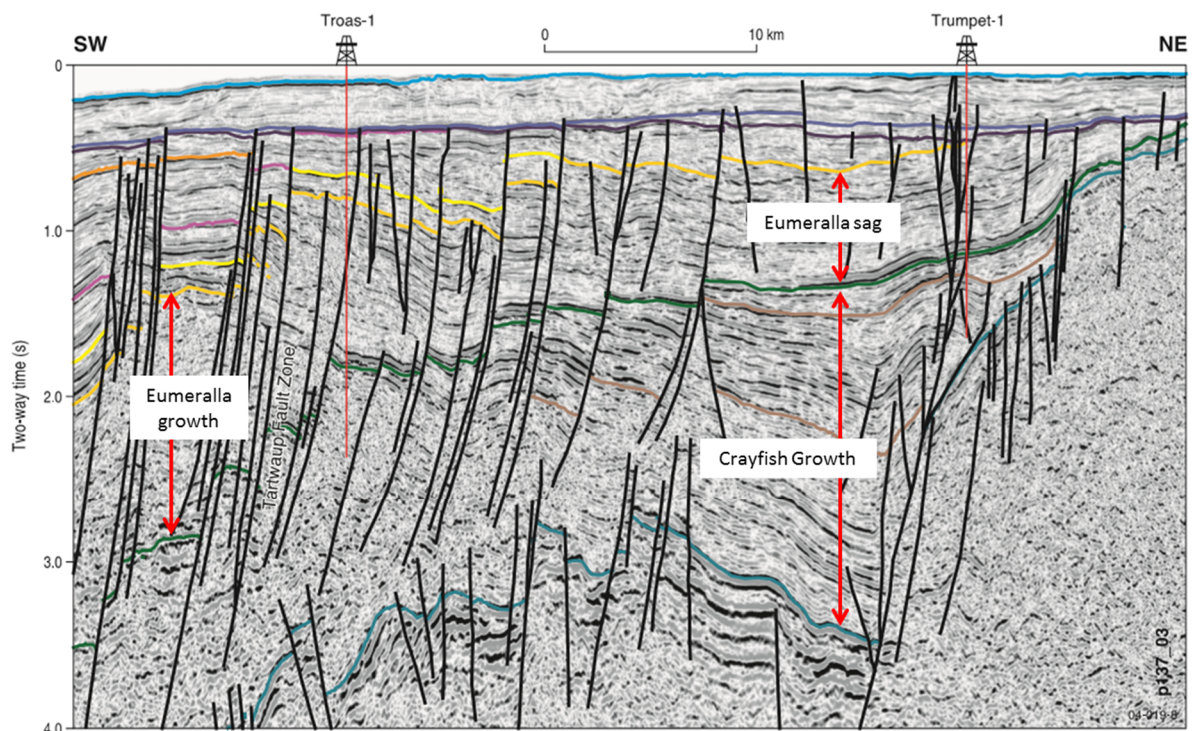 Troas-1
Trumpet-1
SW
0
10 km
NE
0
1.0
2.0
3.0
4.0
Two-way time (s)
Eumeralla sag
Eumeralla
growth
Tartwaup Fault Zone
Crayfish Growth
p137_03